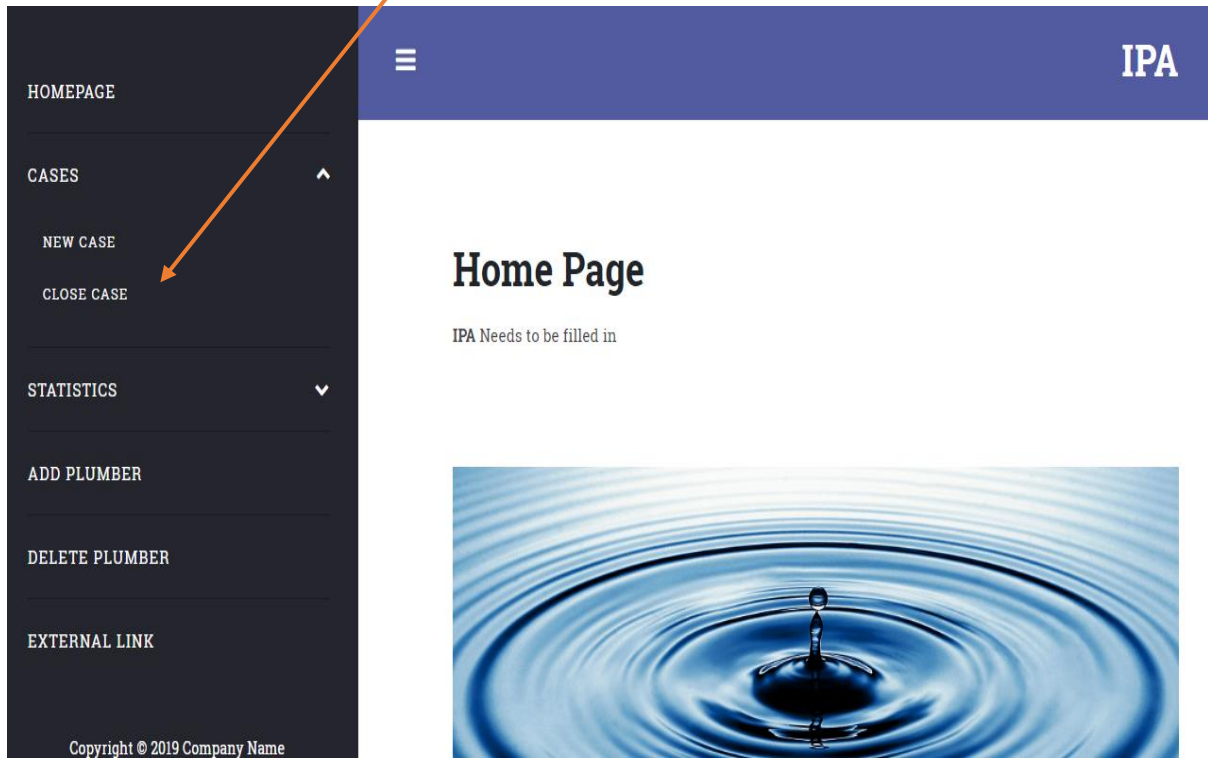 HOMEPAGE
CASES
NEW CASE
CLOSE CASE
STATISTICS
ADD PLUMBER
DELETE PLUMBER
EXTERNAL LINK
Copyright © 2019 Company Name
IPA
Home Page
IPA Needs to be filled in